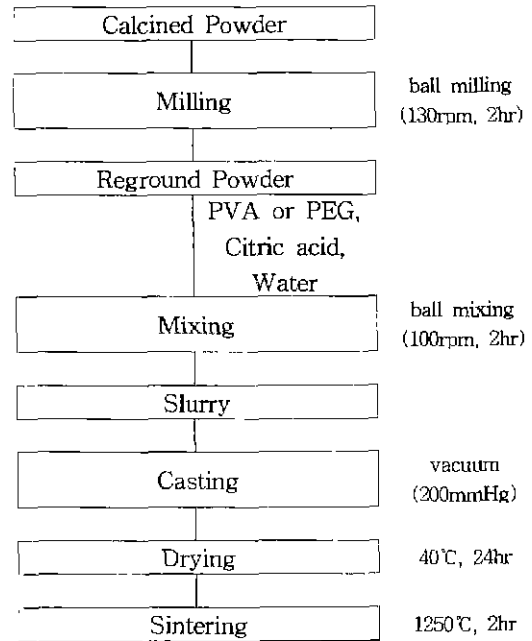 Calcined Powder
Milling
ball milling
(130rpm, 2hr)
Reground Powder
PVA or PEG,
Citric acid,
Water
Mixing
ball mixing
(100rpm, 2hr)
Slurry
Casting
vacuum
(200mmHg)
Drying
40℃, 24hr
Sintering
1250℃, 2hr